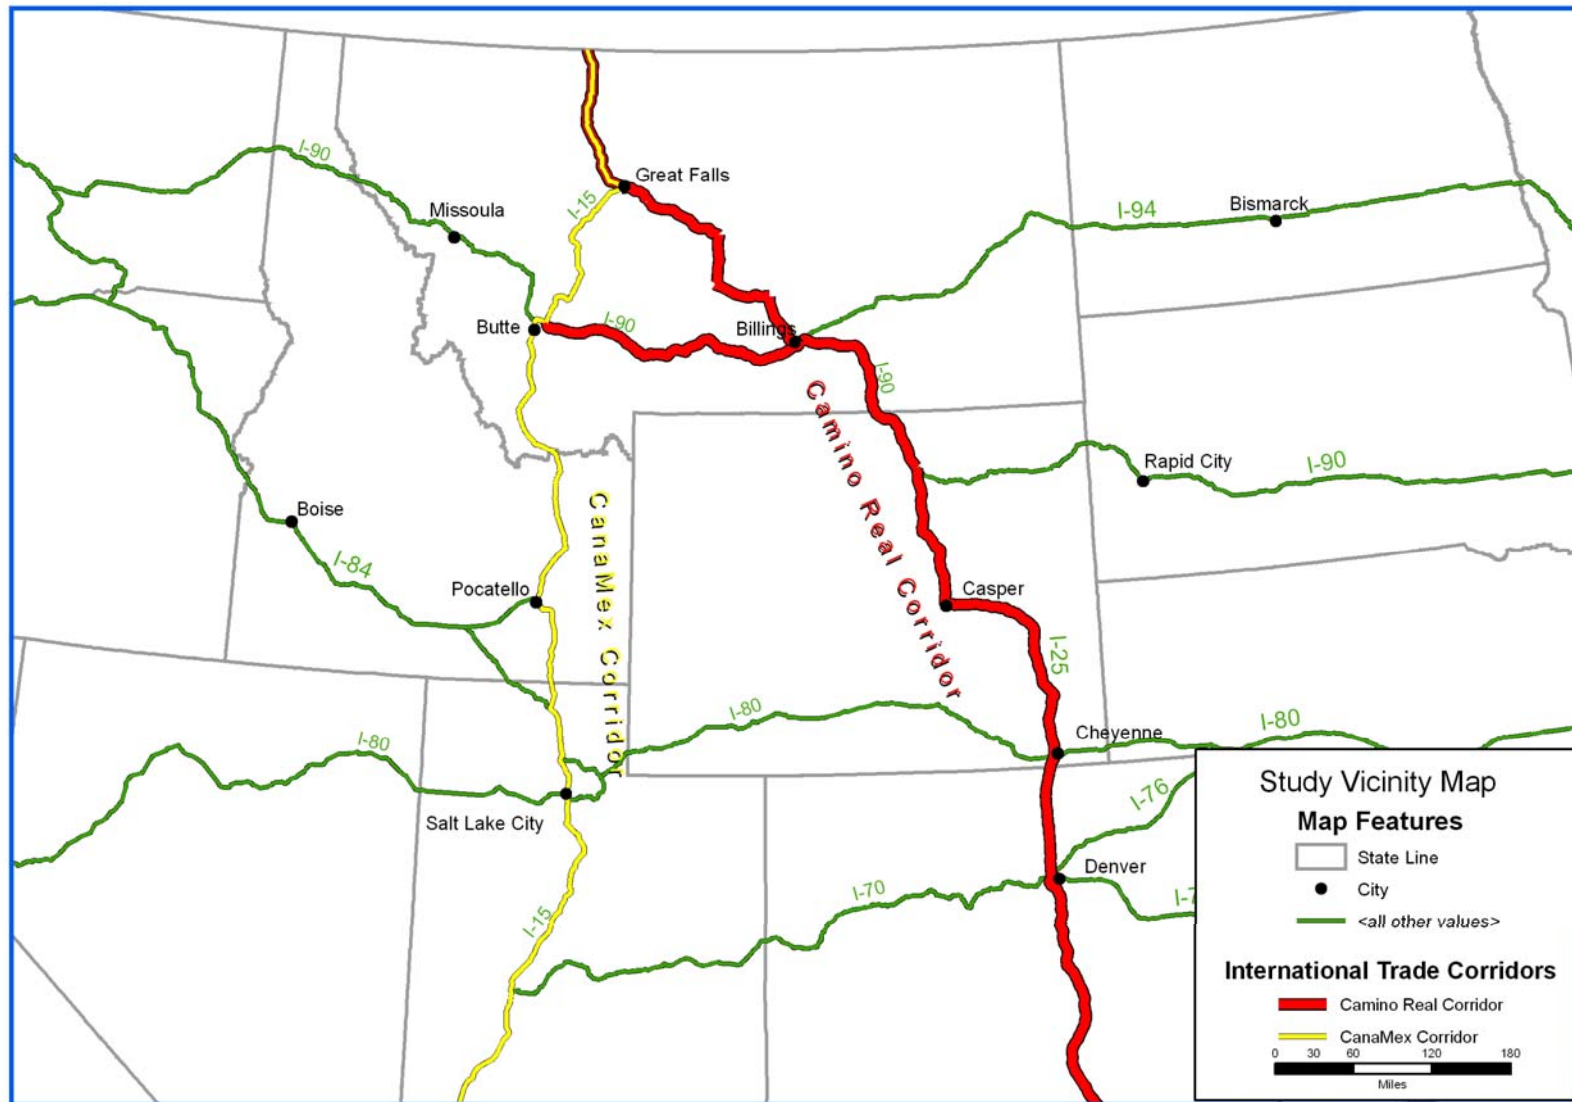 I-90
Great Falls
Missoula
I-15
I-94
Bismarck
Butte
I-90
Billings
I-90
Camino Real Corridor
Rapid City
I-90
Boise
CanaMex Corridor
I-84
Pocatello
Casper
I-25
I-80
I-80
Cheyenne
I-80
Salt Lake City
I-76
Denver
I-70
I-7
I-15
Study Vicinity Map
Map Features
State Line
City
<all other values>
International Trade Corridors
Camino Real Corridor
CanaMex Corridor
0 30 60 120 180
Miles